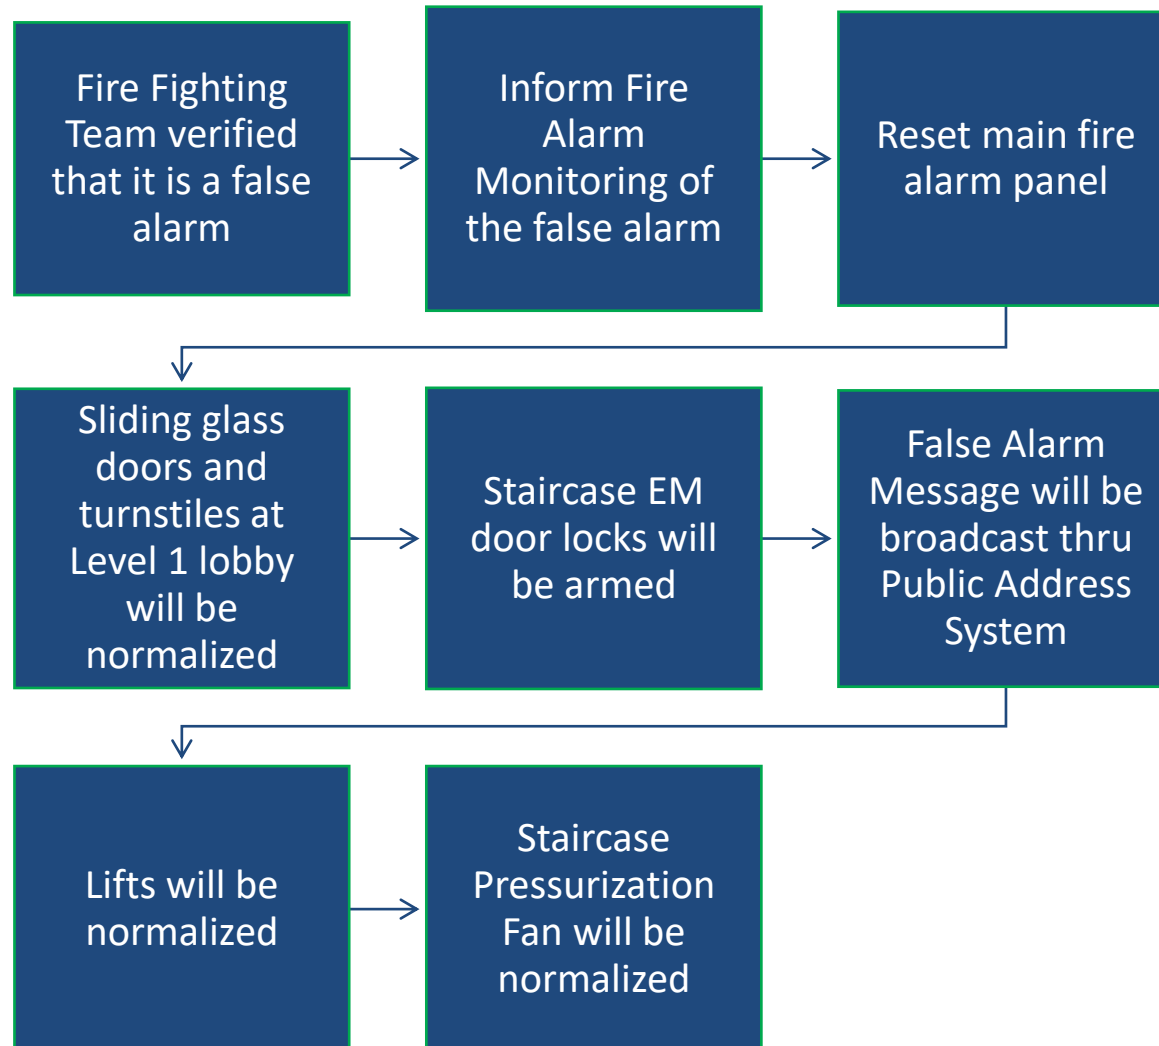 Fire Fighting
Team verified
that it is a false
alarm
Inform Fire
Alarm
Monitoring of
the false alarm
Reset main fire
alarm panel
Sliding glass
doors and
turnstiles at
Level 1 lobby
will be
normalized
Staircase EM
door locks will
be armed
False Alarm
Message will be
broadcast thru
Public Address
System
Lifts will be
normalized
Staircase
Pressurization
Fan will be
normalized